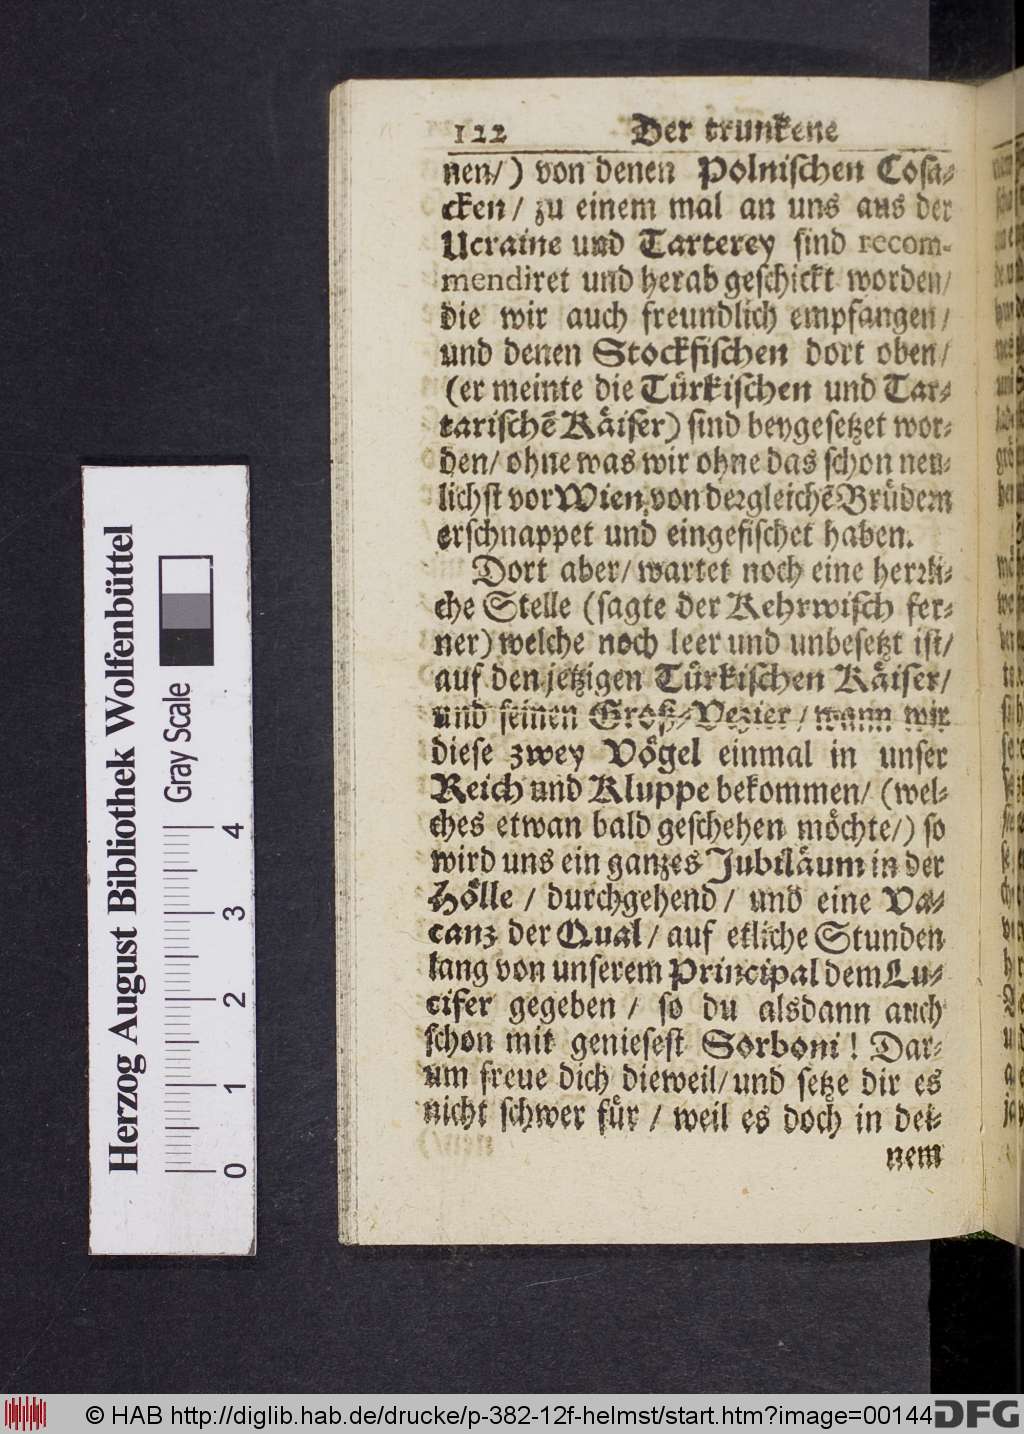 122 Der trunkene
nen/) von denen Polnischen Cosa-
cken/ zu einem mal an uns aus der
Ucraine und Tarterey sind recom-
mendiret und herab geschickt worden/
die wir auch freundlich empfangen/
und denen Stockfischen dort oben/
(er meinte die Türkischen und Tar-
tarischē Käiser) sind beygesetzet wor-
den/ ohne was wir ohne das schon neu-
lichst vor Wien, von dergleichē Brüdern
erschnappet und eingefischet haben.
Dort aber/ wartet noch eine herrli-
che Stelle (sagte der Kehrwisch fer-
ner) welche noch leer und unbesetzt ist/
auf den jetzigen Türkischen Käiser/
und seinen Groß-Vezier/ wann wir
diese zwey Vögel einmal in unser
Reich und Kluppe bekommen/ (wel-
ches etwan bald geschehen möchte/) so
wird uns ein ganzes Jubiläum in der
Hölle / durchgehend / und eine Va-
canz der Qual / auf etliche Stunden
lang von unserem Principal dem Lu-
cifer gegeben / so du alsdann auch
schon mit geniesest Sorboni! Dar-
um freue dich dieweil/ und setze dir es
nicht schwer für / weil es doch in dei-
nem
Herzog August Bibliothek Wolfenbüttel
Gray Scale
0 1 2 3 4
© HAB http://diglib.hab.de/drucke/p-382-12f-helmst/start.htm?image=00144
DFG